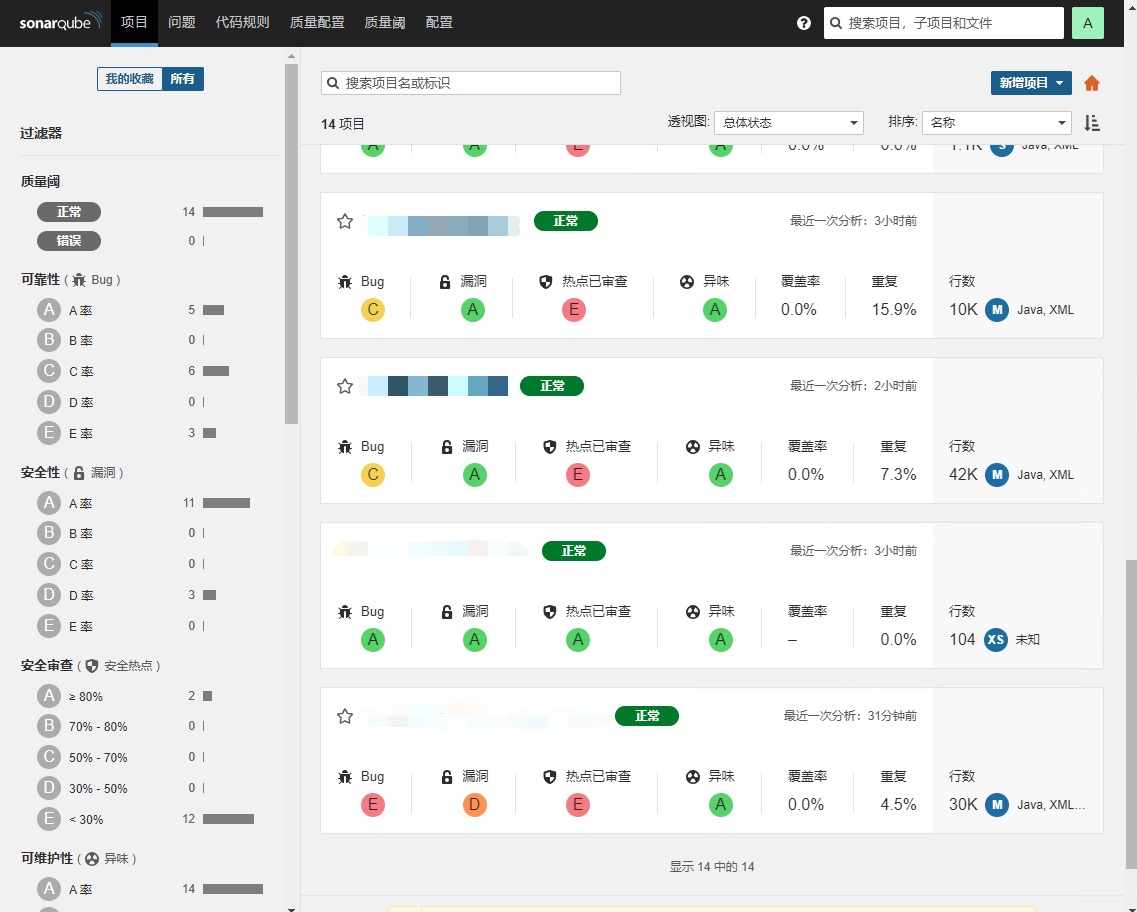 sonarqube 项目 问题 代码规则 质量配置 质量阈 配置 ? 搜索项目，子项目和文件 A
我的收藏 所有
过滤器
质量阈
正常 14
错误 0
可靠性 ( Bug )
A A 率 5
B B 率 0
C C 率 6
D D 率 0
E E 率 3
安全性 ( 漏洞 )
A A 率 11
B B 率 0
C C 率 0
D D 率 3
E E 率 0
安全审查 ( 安全热点 )
A ≥ 80% 2
B 70% - 80% 0
C 50% - 70% 0
D 30% - 50% 0
E < 30% 12
可维护性 ( 异味 )
A A 率 14
搜索项目名或标识 新增项目
14 项目 透视图: 总体状态 排序: 名称
A A E A 0.0% 0.0% 1.1K S Java, XML
正常 最近一次分析：3小时前
Bug 漏洞 热点已审查 异味 覆盖率 重复 行数
C A E A 0.0% 15.9% 10K M Java, XML
正常 最近一次分析：2小时前
Bug 漏洞 热点已审查 异味 覆盖率 重复 行数
C A E A 0.0% 7.3% 42K M Java, XML
正常 最近一次分析：3小时前
Bug 漏洞 热点已审查 异味 覆盖率 重复 行数
A A A A – 0.0% 104 XS 未知
正常 最近一次分析：31分钟前
Bug 漏洞 热点已审查 异味 覆盖率 重复 行数
E D E A 0.0% 4.5% 30K M Java, XML...
显示 14 中的 14